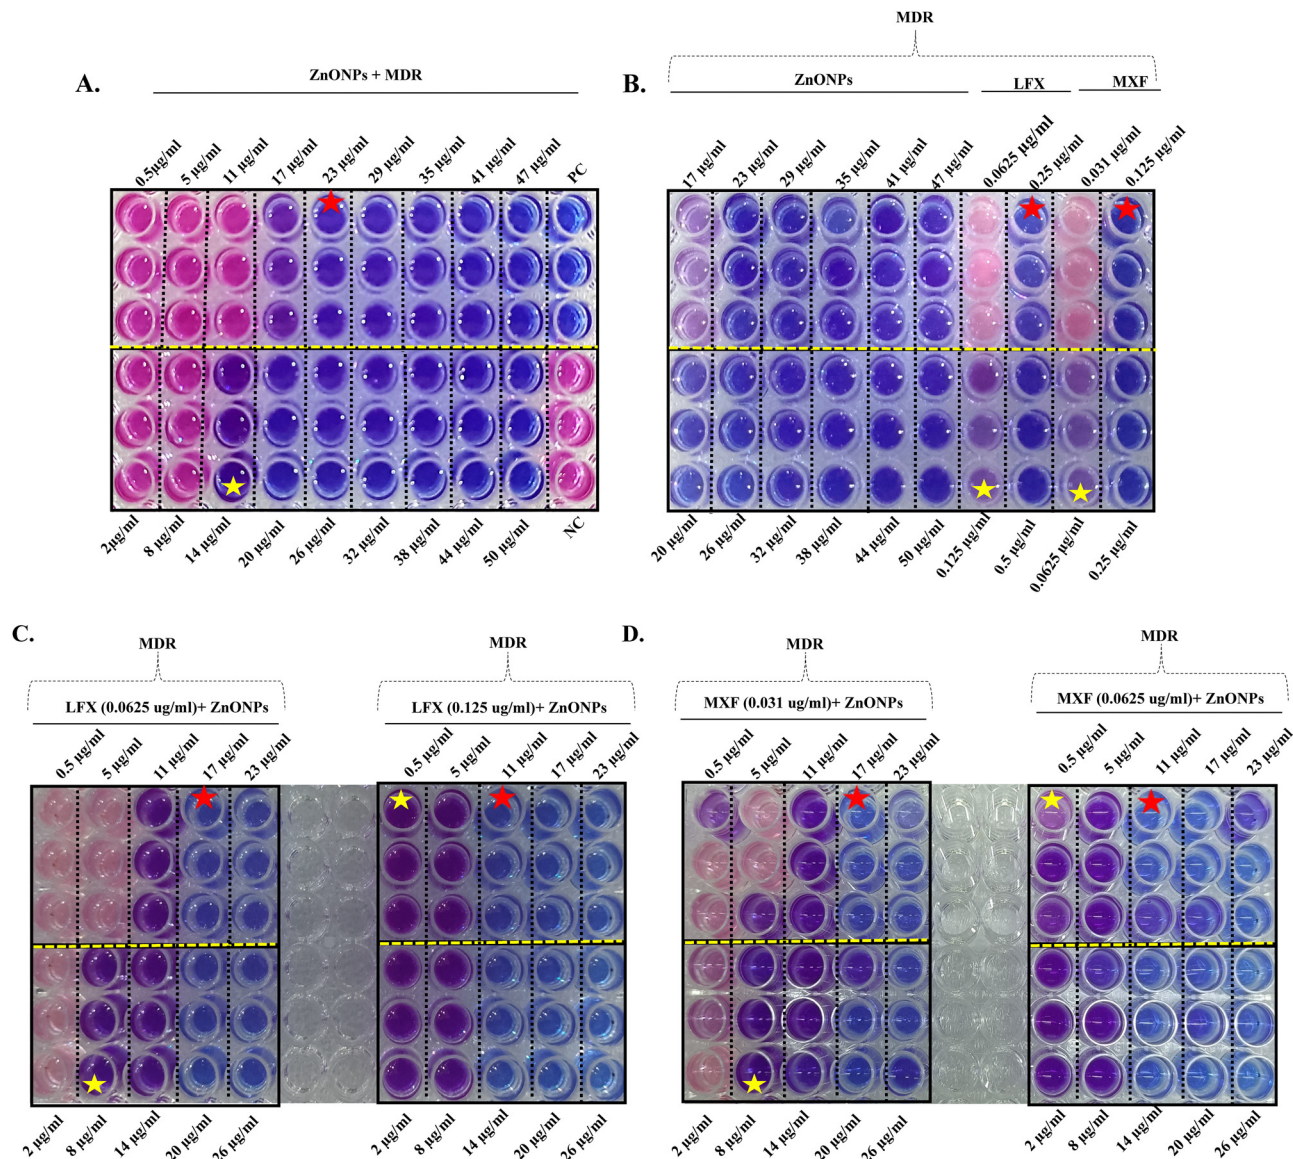 A.
ZnONPs + MDR
0.5µg/ml 5 µg/ml 11 µg/ml 17 µg/ml 23 µg/ml 29 µg/ml 35 µg/ml 41 µg/ml 47 µg/ml PC
2µg/ml 8 µg/ml 14 µg/ml 20 µg/ml 26 µg/ml 32 µg/ml 38 µg/ml 44 µg/ml 50 µg/ml NC
B.
MDR
ZnONPs LFX MXF
17 µg/ml 23 µg/ml 29 µg/ml 35 µg/ml 41 µg/ml 47 µg/ml 0.0625 µg/ml 0.25 µg/ml 0.031 µg/ml 0.125 µg/ml
20 µg/ml 26 µg/ml 32 µg/ml 38 µg/ml 44 µg/ml 50 µg/ml 0.125 µg/ml 0.5 µg/ml 0.0625 µg/ml 0.25 µg/ml
C.
MDR MDR
LFX (0.0625 ug/ml)+ ZnONPs LFX (0.125 ug/ml)+ ZnONPs
0.5 µg/ml 5 µg/ml 11 µg/ml 17 µg/ml 23 µg/ml 0.5 µg/ml 5 µg/ml 11 µg/ml 17 µg/ml 23 µg/ml
2 µg/ml 8 µg/ml 14 µg/ml 20 µg/ml 26 µg/ml 2 µg/ml 8 µg/ml 14 µg/ml 20 µg/ml 26 µg/ml
D.
MDR MDR
MXF (0.031 ug/ml)+ ZnONPs MXF (0.0625 ug/ml)+ ZnONPs
0.5 µg/ml 5 µg/ml 11 µg/ml 17 µg/ml 23 µg/ml 0.5 µg/ml 5 µg/ml 11 µg/ml 17 µg/ml 23 µg/ml
2 µg/ml 8 µg/ml 14 µg/ml 20 µg/ml 26 µg/ml 2 µg/ml 8 µg/ml 14 µg/ml 20 µg/ml 26 µg/ml